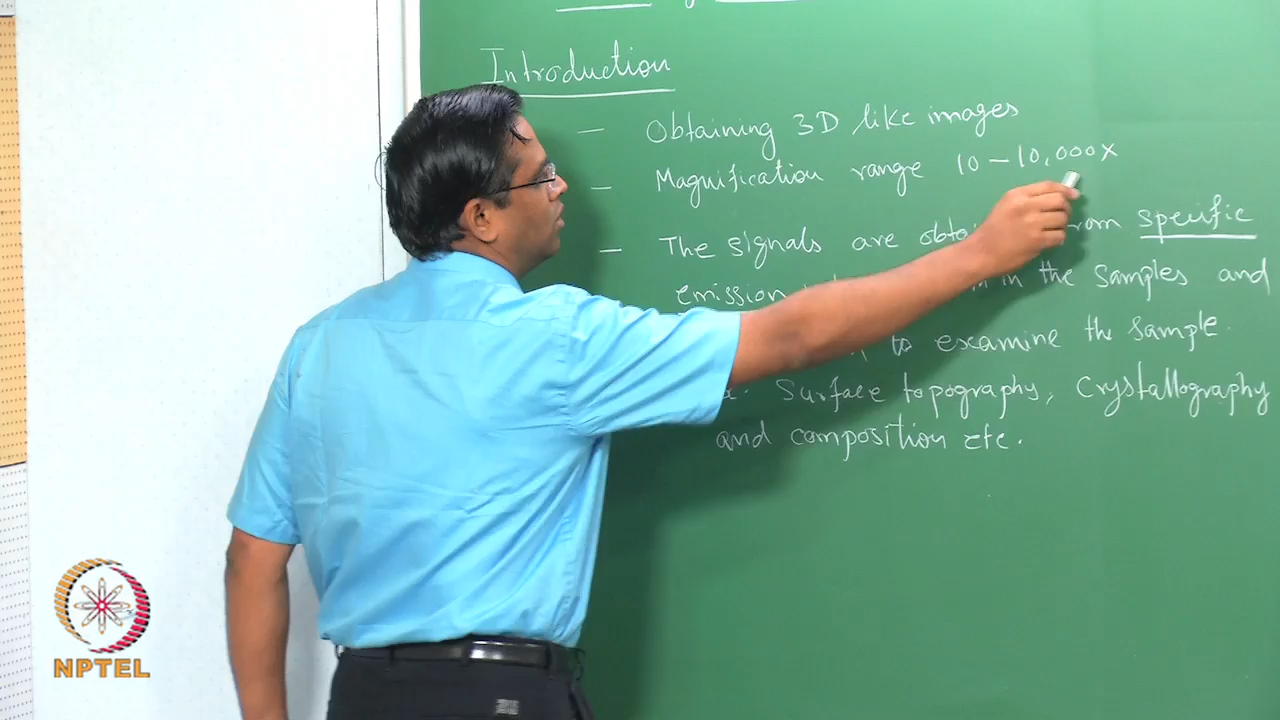 Introduction
— Obtaining 3D like images
— Magnification range 10 – 10,000x
— The signals are from specific
emission in the samples and
to examine the sample.
Surface topography, Crystallography
and composition etc.
NPTEL